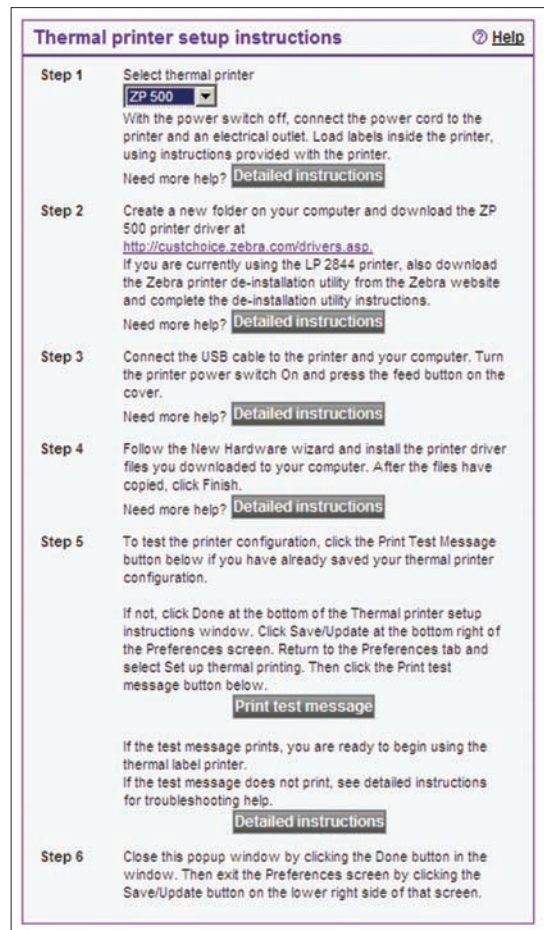 Thermal printer setup instructions
Help
Step 1
Select thermal printer
ZP 500
With the power switch off, connect the power cord to the
printer and an electrical outlet. Load labels inside the printer,
using instructions provided with the printer.
Need more help? Detailed instructions
Step 2
Create a new folder on your computer and download the ZP
500 printer driver at
http://custchoice.zebra.com/drivers.asp.
If you are currently using the LP 2844 printer, also download
the Zebra printer de-installation utility from the Zebra website
and complete the de-installation utility instructions.
Need more help? Detailed instructions
Step 3
Connect the USB cable to the printer and your computer. Turn
the printer power switch On and press the feed button on the
cover.
Need more help? Detailed instructions
Step 4
Follow the New Hardware wizard and install the printer driver
files you downloaded to your computer. After the files have
copied, click Finish.
Need more help? Detailed instructions
Step 5
To test the printer configuration, click the Print Test Message
button below if you have already saved your thermal printer
configuration.
If not, click Done at the bottom of the Thermal printer setup
instructions window. Click Save/Update at the bottom right of
the Preferences screen. Return to the Preferences tab and
select Set up thermal printing. Then click the Print test
message button below.
Print test message
If the test message prints, you are ready to begin using the
thermal label printer.
If the test message does not print, see detailed instructions
for troubleshooting help.
Detailed instructions
Step 6
Close this popup window by clicking the Done button in the
window. Then exit the Preferences screen by clicking the
Save/Update button on the lower right side of that screen.